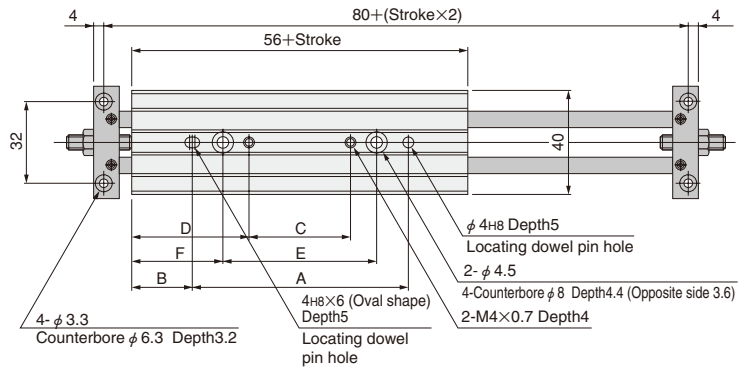 4
80+(Stroke×2)
4
56+Stroke
32
40
D
C
F
E
B
A
φ 4H8 Depth5
Locating dowel pin hole
2- φ 4.5
4-Counterbore φ 8 Depth4.4 (Opposite side 3.6)
2-M4×0.7 Depth4
4H8×6 (Oval shape)
Depth5
Locating dowel
pin hole
4- φ 3.3
Counterbore φ 6.3 Depth3.2